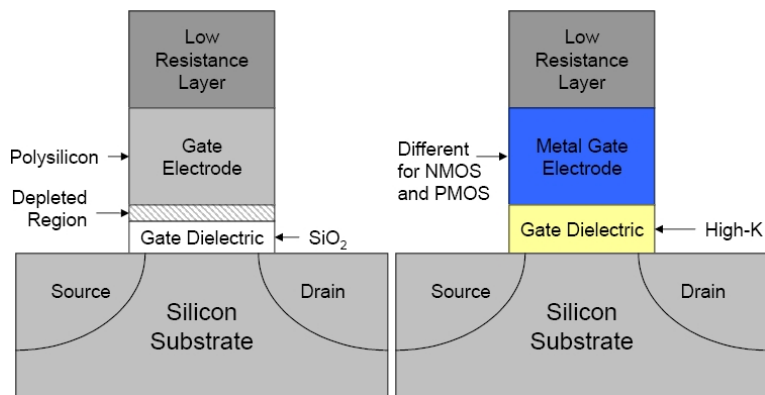 Low
Resistance
Layer
Polysilicon
Gate
Electrode
Depleted
Region
Gate Dielectric
SiO₂
Source
Drain
Silicon
Substrate
Low
Resistance
Layer
Different
for NMOS
and PMOS
Metal Gate
Electrode
Gate Dielectric
High-K
Source
Drain
Silicon
Substrate